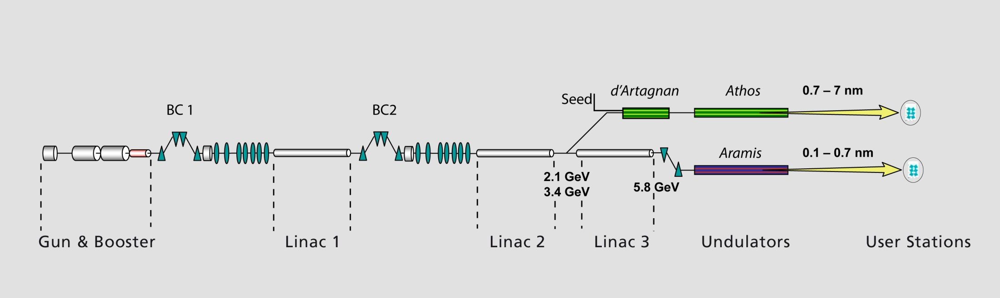 BC 1
BC2
Seed
d’Artagnan
Athos
0.7 – 7 nm
Aramis
0.1 – 0.7 nm
2.1 GeV
3.4 GeV
5.8 GeV
Gun & Booster
Linac 1
Linac 2
Linac 3
Undulators
User Stations